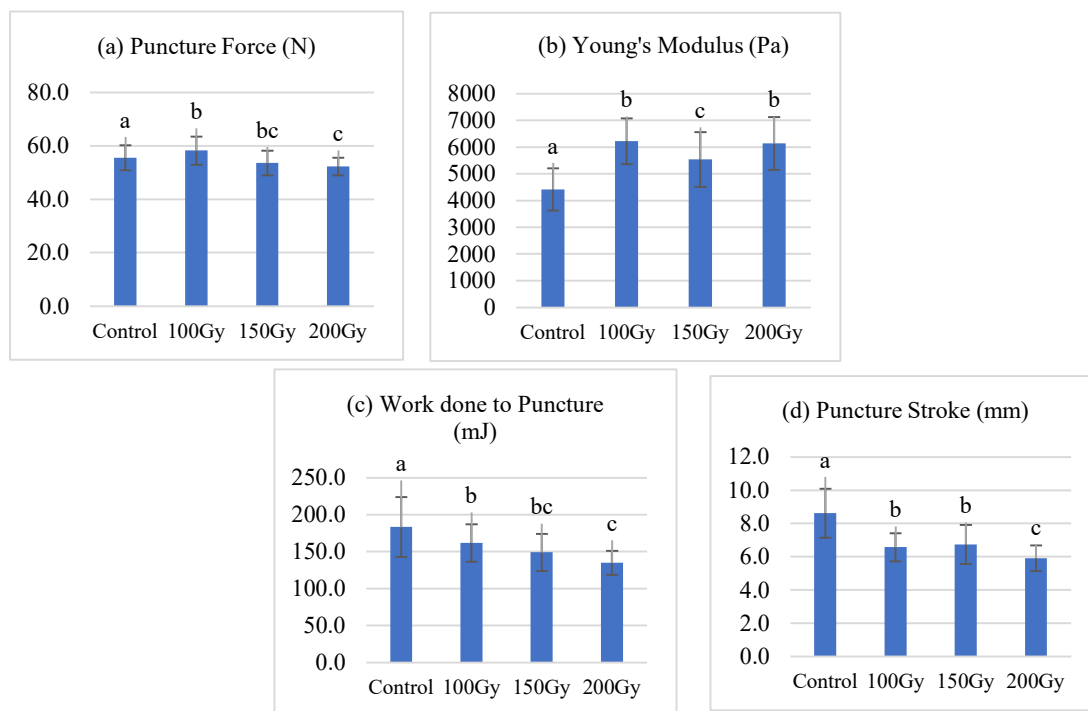 (a) Puncture Force (N)
80.0
60.0
40.0
20.0
0.0
a
b
bc
c
Control 100Gy 150Gy 200Gy
(b) Young's Modulus (Pa)
8000
7000
6000
5000
4000
3000
2000
1000
0
a
b
c
b
Control 100Gy 150Gy 200Gy
(c) Work done to Puncture
(mJ)
250.0
200.0
150.0
100.0
50.0
0.0
a
b
bc
c
Control 100Gy 150Gy 200Gy
(d) Puncture Stroke (mm)
12.0
10.0
8.0
6.0
4.0
2.0
0.0
a
b
b
c
Control 100Gy 150Gy 200Gy